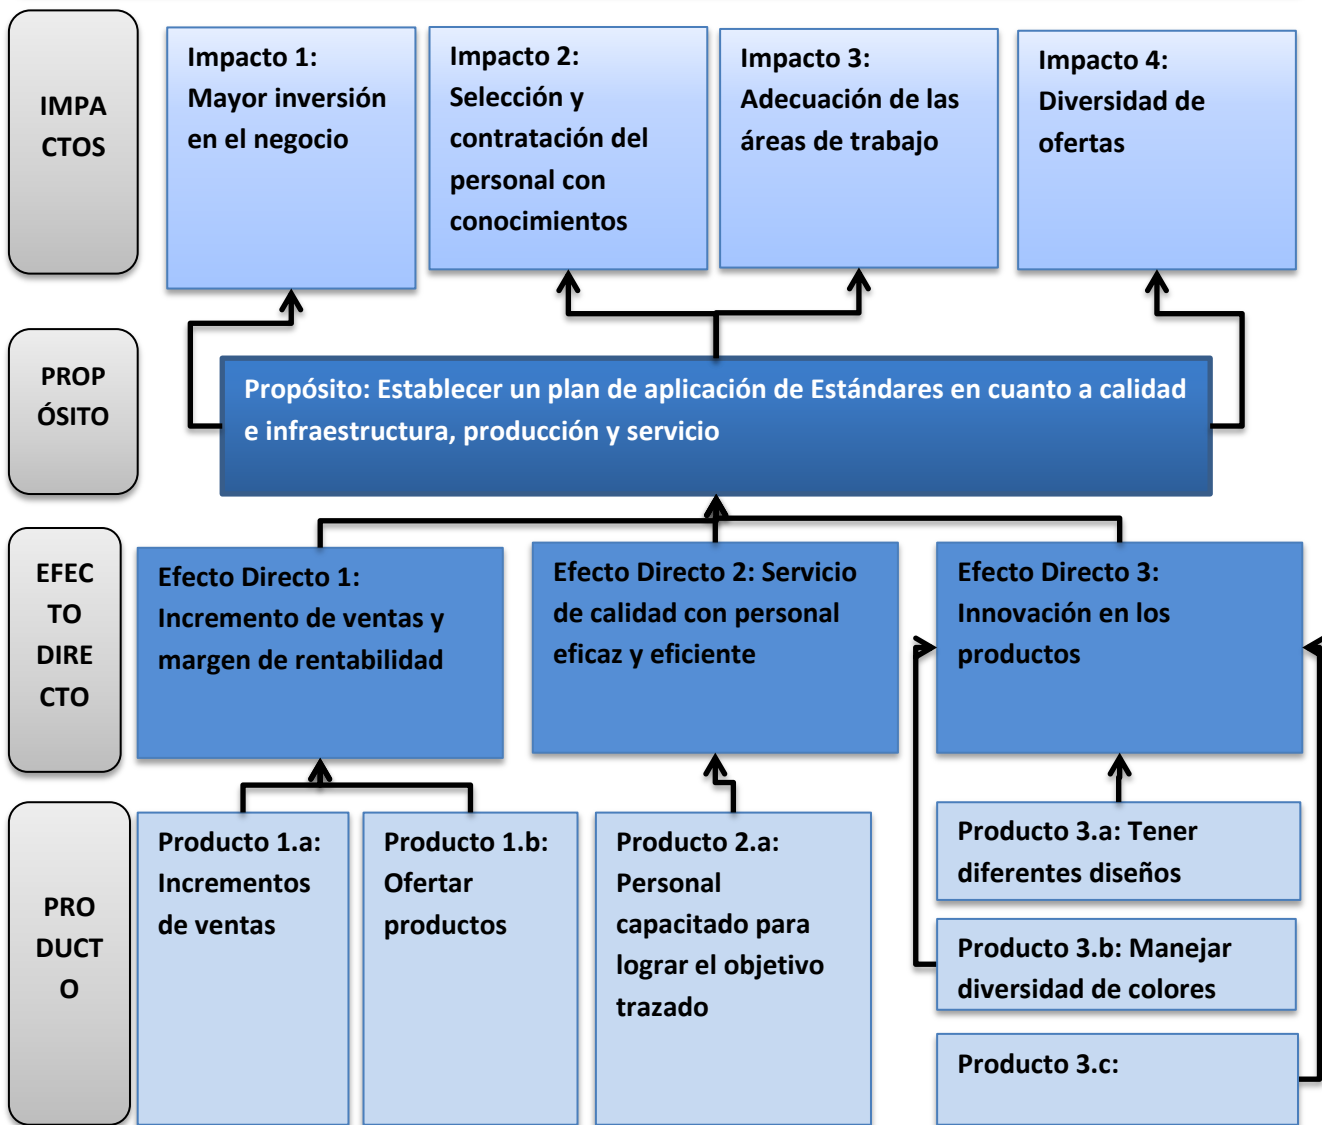 IMPA
CTOS
Impacto 1:
Mayor inversión
en el negocio
Impacto 2:
Selección y
contratación del
personal con
conocimientos
Impacto 3:
Adecuación de las
áreas de trabajo
Impacto 4:
Diversidad de
ofertas
PROP
ÓSITO
Propósito: Establecer un plan de aplicación de Estándares en cuanto a calidad
e infraestructura, producción y servicio
EFEC
TO
DIRE
CTO
Efecto Directo 1:
Incremento de ventas y
margen de rentabilidad
Efecto Directo 2: Servicio
de calidad con personal
eficaz y eficiente
Efecto Directo 3:
Innovación en los
productos
PRO
DUCT
O
Producto 1.a:
Incrementos
de ventas
Producto 1.b:
Ofertar
productos
Producto 2.a:
Personal
capacitado para
lograr el objetivo
trazado
Producto 3.a: Tener
diferentes diseños
Producto 3.b: Manejar
diversidad de colores
Producto 3.c: